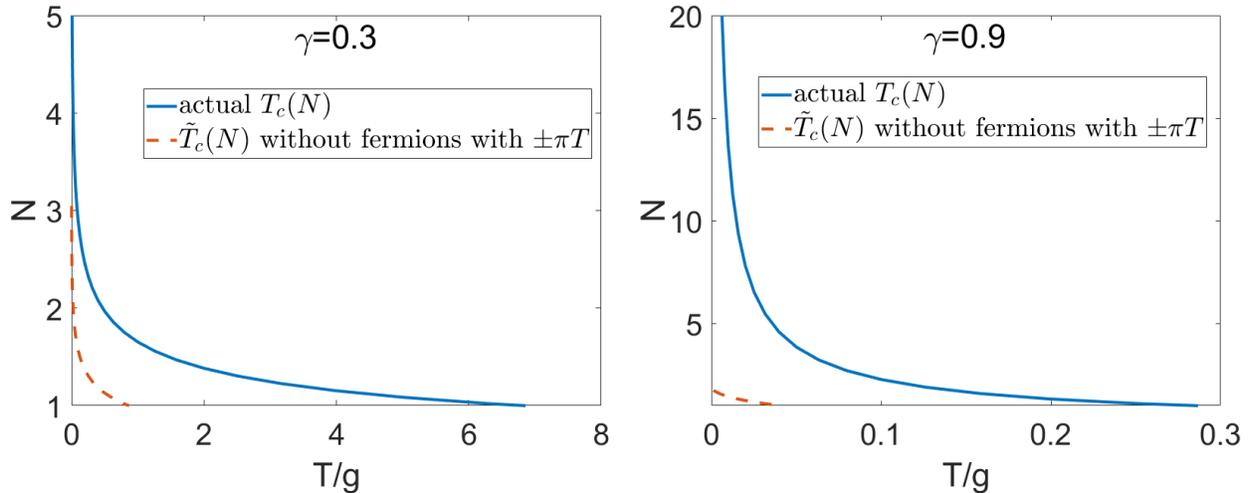 γ=0.3
actual T_c(N)
T̃_c(N) without fermions with ±πT
5
4
3
2
1
N
0
2
4
6
8
T/g
γ=0.9
actual T_c(N)
T̃_c(N) without fermions with ±πT
20
15
10
5
N
0
0.1
0.2
0.3
T/g